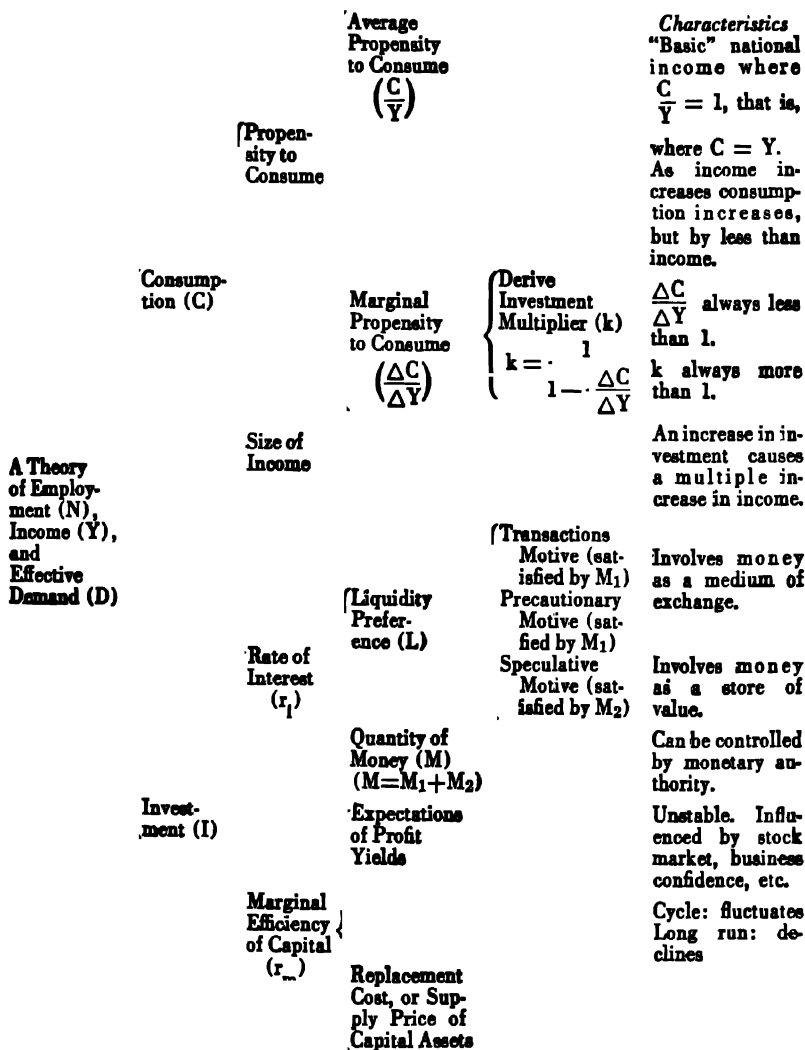 Average
Propensity
to Consume
(C/Y)
Characteristics
“Basic” national
income where
C/Y = 1, that is,
where C = Y.
As income in-
creases consump-
tion increases,
but by less than
income.
Propen-
sity to
Consume
Consump-
tion (C)
Marginal
Propensity
to Consume
(△C/△Y)
Derive
Investment
Multiplier (k)
k = 1
1 - △C/△Y
△C/△Y always less
than 1.
k always more
than 1.
Size of
Income
An increase in in-
vestment causes
a multiple in-
crease in income.
A Theory
of Employ-
ment (N),
Income (Y),
and
Effective
Demand (D)
Transactions
Motive (sat-
isfied by M₁)
Precautionary
Motive (sat-
fied by M₁)
Speculative
Motive (sat-
isfied by M₂)
Involves money
as a medium of
exchange.
Liquidity
Prefer-
ence (L)
Rate of
Interest
(rᵢ)
Involves money
as a store of
value.
Quantity of
Money (M)
(M=M₁+M₂)
Can be controlled
by monetary au-
thority.
Invest-
ment (I)
Expectations
of Profit
Yields
Unstable. Influ-
enced by stock
market, business
confidence, etc.
Marginal
Efficiency
of Capital
(rₘ)
Cycle: fluctuates
Long run: de-
clines
Replacement
Cost, or Sup-
ply Price of
Capital Assets